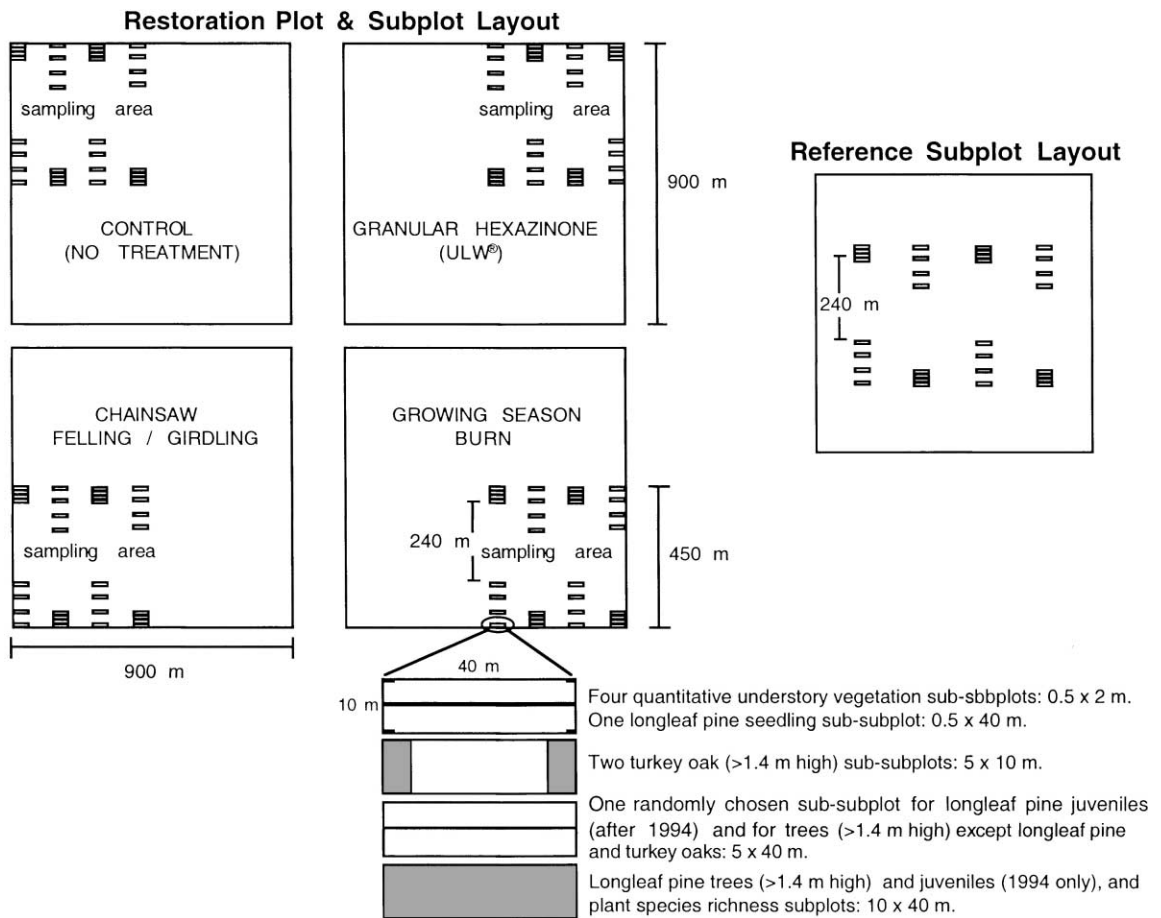 Restoration Plot & Subplot Layout
sampling area
CONTROL
(NO TREATMENT)
sampling area
GRANULAR HEXAZINONE
(ULW®)
900 m
Reference Subplot Layout
240 m
CHAINSAW
FELLING / GIRDLING
sampling area
900 m
GROWING SEASON
BURN
240 m
sampling area
450 m
40 m
10 m
Four quantitative understory vegetation sub-sbbplots: 0.5 x 2 m.
One longleaf pine seedling sub-subplot: 0.5 x 40 m.
Two turkey oak (>1.4 m high) sub-subplots: 5 x 10 m.
One randomly chosen sub-subplot for longleaf pine juveniles
(after 1994) and for trees (>1.4 m high) except longleaf pine
and turkey oaks: 5 x 40 m.
Longleaf pine trees (>1.4 m high) and juveniles (1994 only), and
plant species richness subplots: 10 x 40 m.